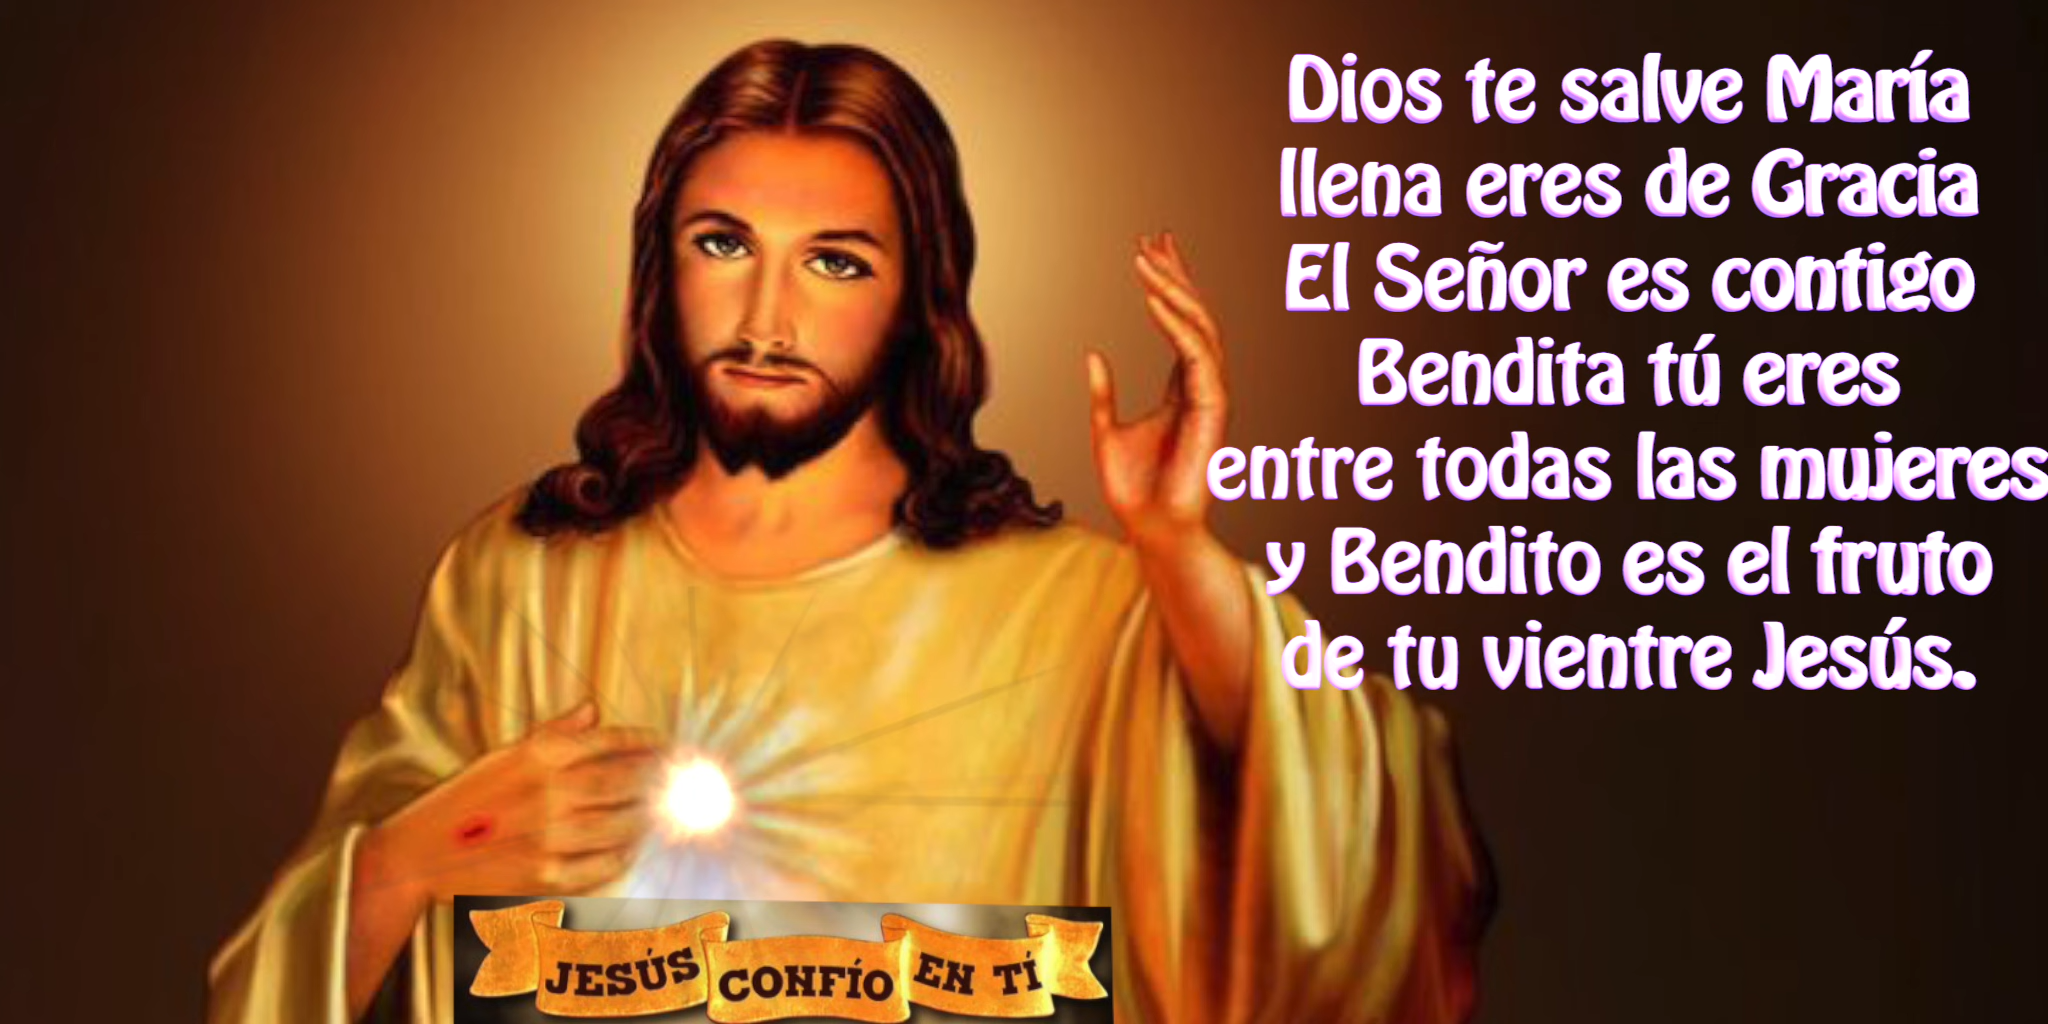 Dios te salve María
llena eres de Gracia
El Señor es contigo
Bendita tú eres
entre todas las mujeres
y Bendito es el fruto
de tu vientre Jesús.
JESÚS CONFÍO EN TÍ